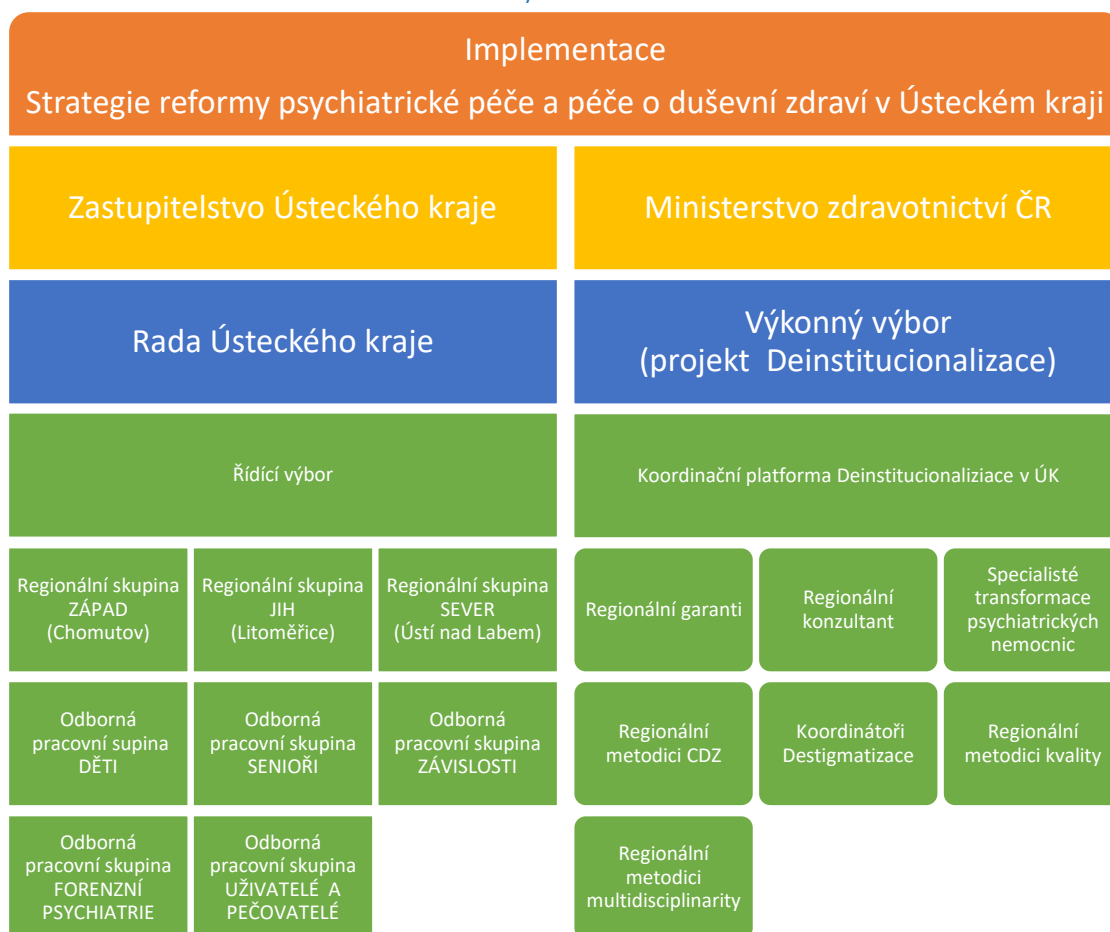 Implementace
Strategie reformy psychiatrické péče a péče o duševní zdraví v Ústeckém kraji
Zastupitelstvo Ústeckého kraje
Ministerstvo zdravotnictví ČR
Rada Ústeckého kraje
Výkonný výbor
(projekt Deinstitucionalizace)
Řídící výbor
Koordinační platforma Deinstitucionaliziace v ÚK
Regionální skupina
ZÁPAD
(Chomutov)
Regionální skupina
JIH
(Litoměřice)
Regionální skupina
SEVER
(Ústí nad Labem)
Regionální garanti
Regionální
konzultant
Specialisté
transformace
psychiatrických
nemocnic
Odborná
pracovní supina
DĚTI
Odborná
pracovní skupina
SENIOŘI
Odborná
pracovní skupina
ZÁVISLOSTI
Regionální
metodici CDZ
Koordinátoři
Destigmatizace
Regionální
metodici kvality
Odborná
pracovní skupina
FORENZNÍ
PSYCHIATRIE
Odborná
pracovní skupina
UŽIVATELÉ A
PEČOVATELÉ
Regionální
metodici
multidisciplinarity